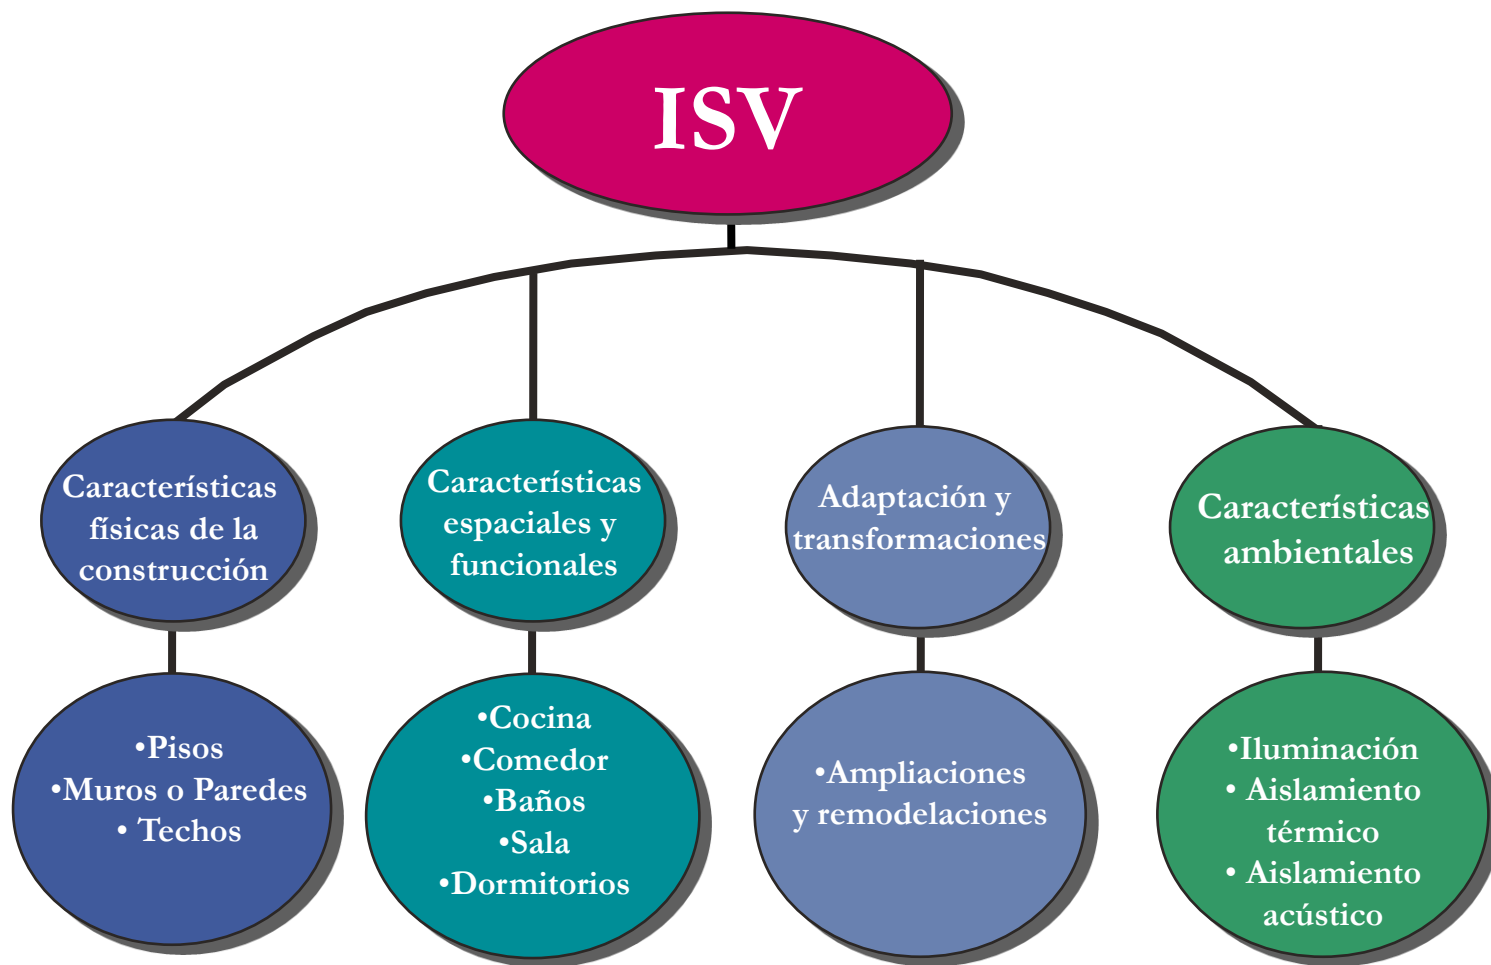 ISV
Características
físicas de la
construcción
Características
espaciales y
funcionales
Adaptación y
transformaciones
Características
ambientales
•Pisos
•Muros o Paredes
• Techos
•Cocina
•Comedor
•Baños
•Sala
•Dormitorios
•Ampliaciones
y remodelaciones
•Iluminación
• Aislamiento
térmico
• Aislamiento
acústico